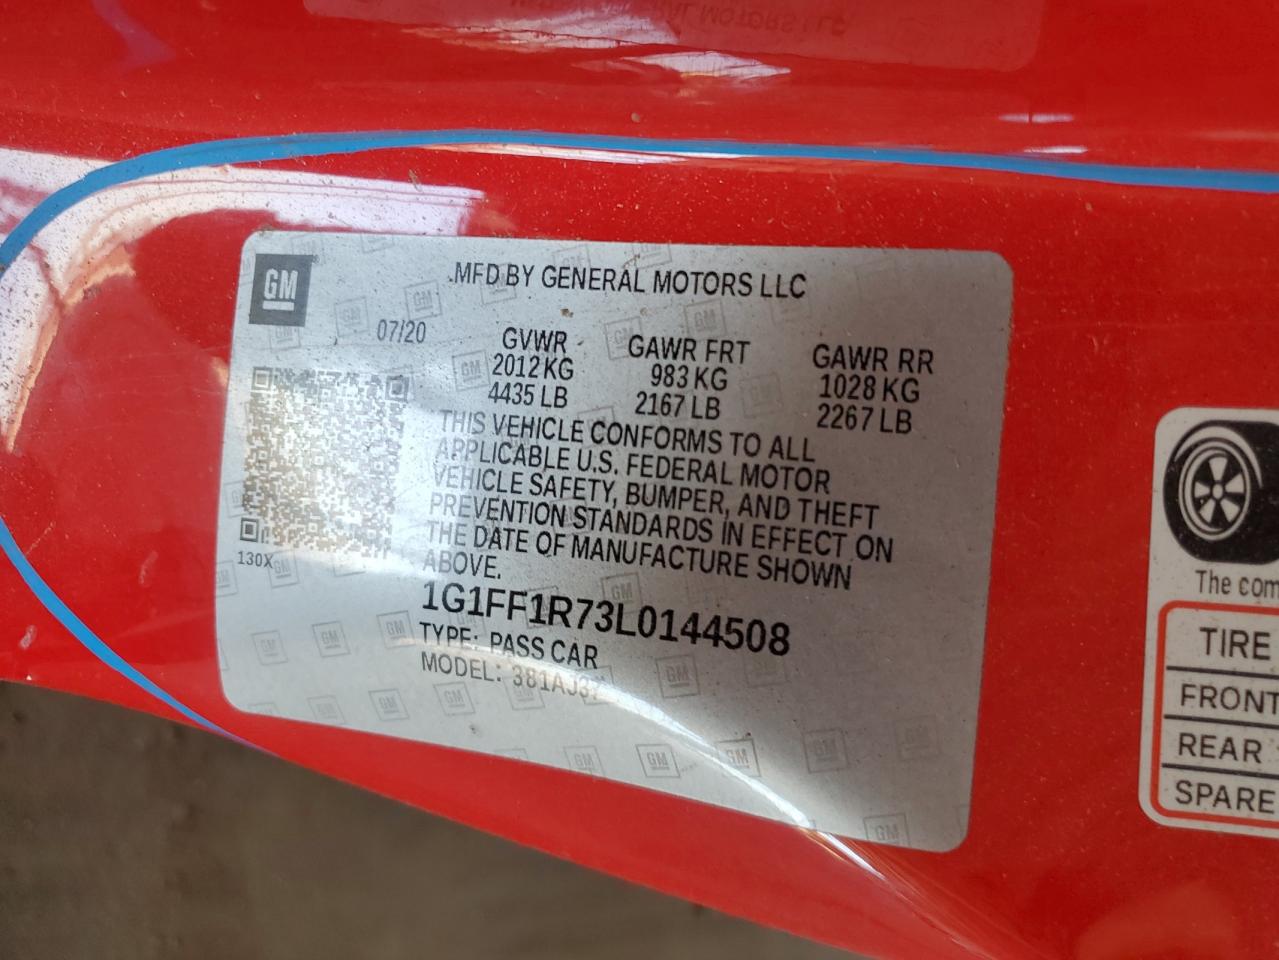 GM
MFD BY GENERAL MOTORS LLC
07/20
GVWR
2012 KG
4435 LB
GAWR FRT
983 KG
2167 LB
GAWR RR
1028 KG
2267 LB
THIS VEHICLE CONFORMS TO ALL
APPLICABLE U.S. FEDERAL MOTOR
VEHICLE SAFETY, BUMPER, AND THEFT
PREVENTION STANDARDS IN EFFECT ON
THE DATE OF MANUFACTURE SHOWN
ABOVE.
130X
1G1FF1R73L0144508
TYPE: PASS CAR
MODEL: 381AJ37
The com
TIRE
FRONT
REAR
SPARE